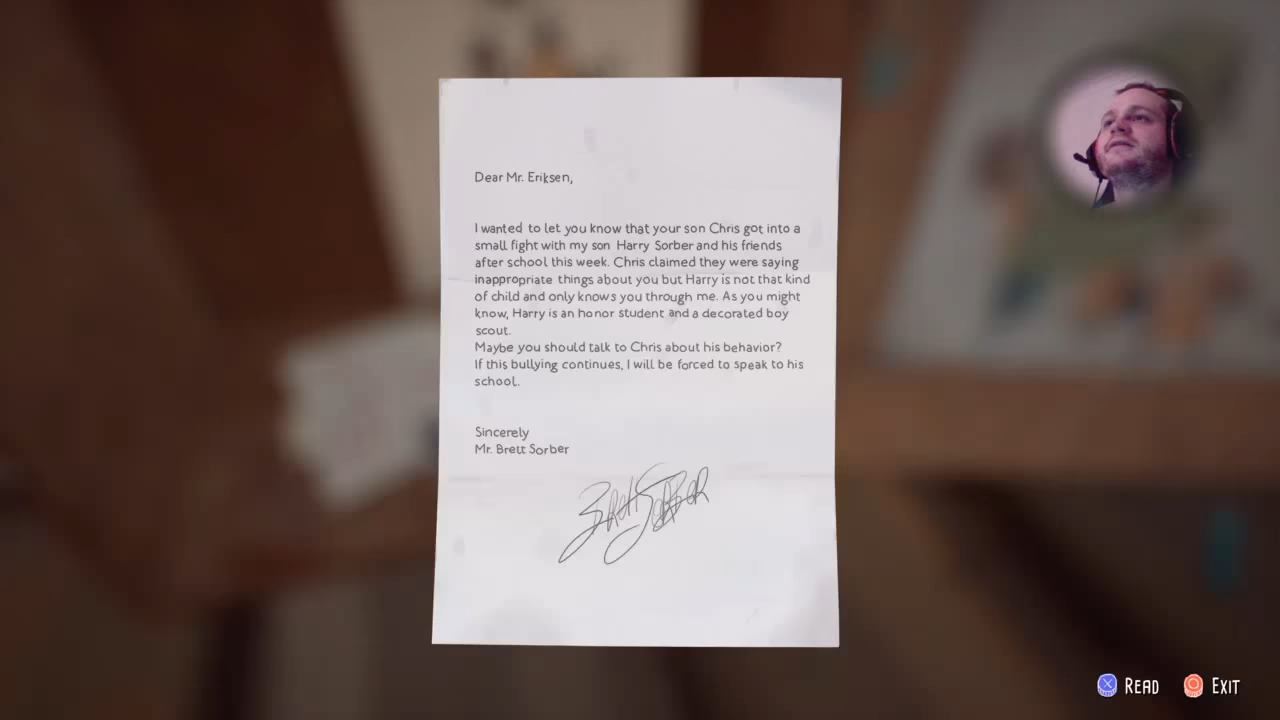 Dear Mr. Eriksen,
I wanted to let you know that your son Chris got into a
small fight with my son Harry Sorber and his friends
after school this week. Chris claimed they were saying
inappropriate things about you but Harry is not that kind
of child and only knows you through me. As you might
know, Harry is an honor student and a decorated boy
scout.
Maybe you should talk to Chris about his behavior?
If this bullying continues, I will be forced to speak to his
school.
Sincerely
Mr. Brett Sorber
Brett Sorber
READ
EXIT